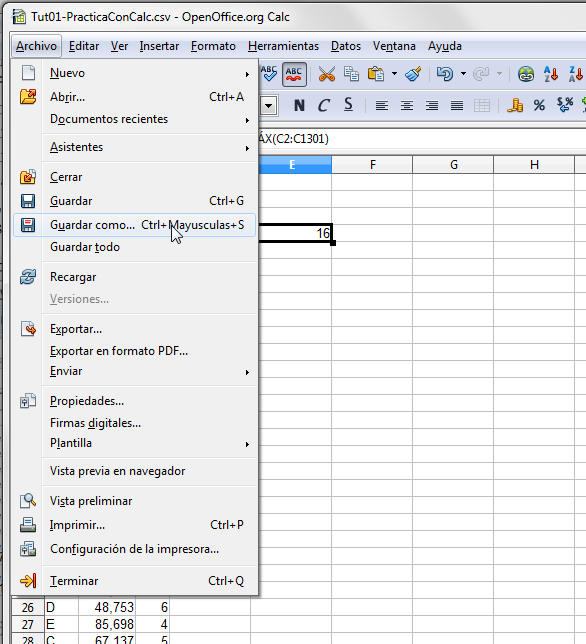 Tut01-PracticaConCalc.csv - OpenOffice.org Calc
Archivo Editar Ver Insertar Formato Herramientas Datos Ventana Ayuda
Nuevo
Abrir... Ctrl+A
Documentos recientes
Asistentes
Cerrar
Guardar Ctrl+G
Guardar como... Ctrl+Mayusculas+S
Guardar todo
Recargar
Versiones...
Exportar...
Exportar en formato PDF...
Enviar
Propiedades...
Firmas digitales...
Plantilla
Vista previa en navegador
Vista preliminar
Imprimir... Ctrl+P
Configuración de la impresora...
Terminar Ctrl+Q
ABC ABC
N C S
ÁX(C2:C1301)
E F G H
16
26 D 48,753 6
27 E 85,698 4
28 C 67,137 5